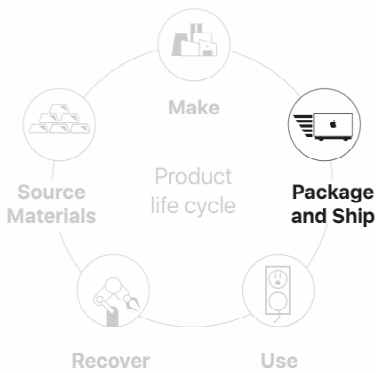 Make
Product
life cycle
Source
Materials
Package
and Ship
Recover
Use